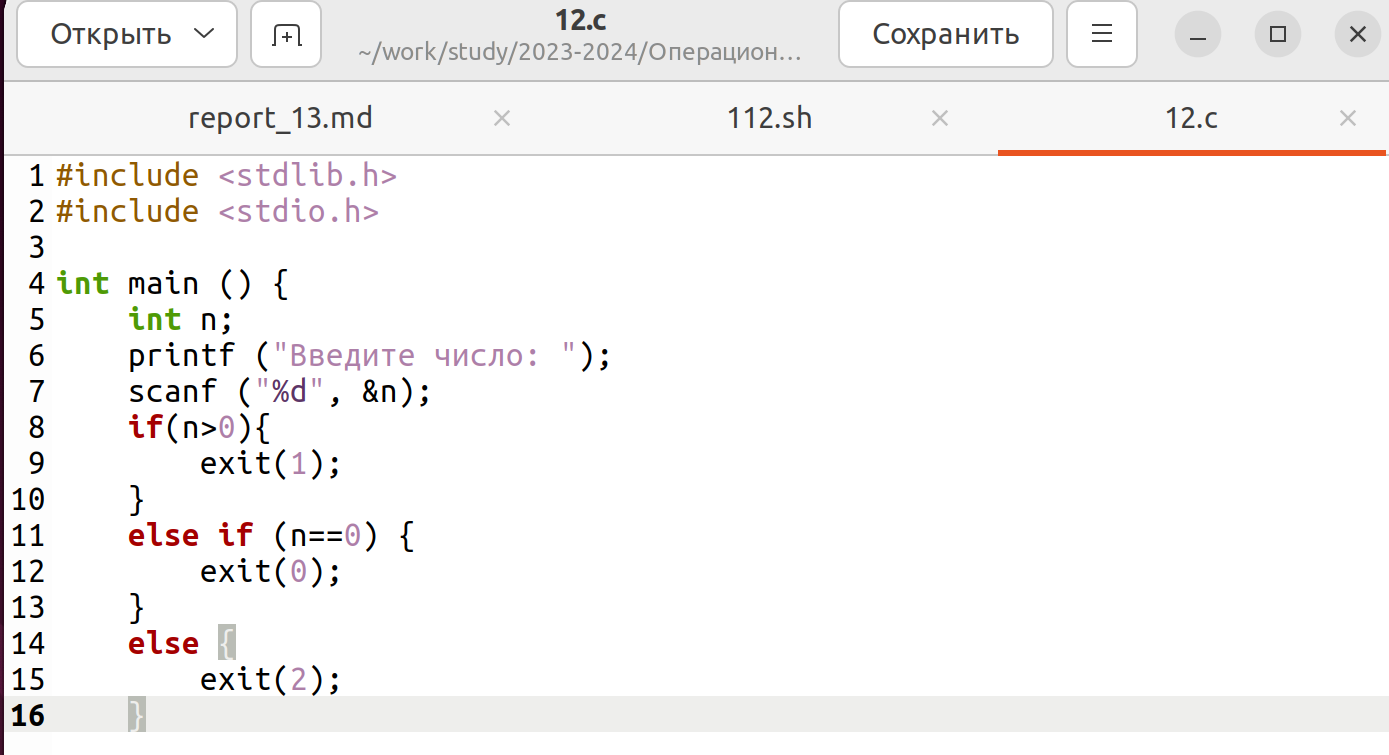 Открыть
12.c
~/work/study/2023-2024/Операцион...
Сохранить
report_13.md
112.sh
12.c
1 #include <stdlib.h>
2 #include <stdio.h>
3
4 int main () {
5     int n;
6     printf ("Введите число: ");
7     scanf ("%d", &n);
8     if(n>0){
9         exit(1);
10     }
11     else if (n==0) {
12         exit(0);
13     }
14     else {
15         exit(2);
16     }